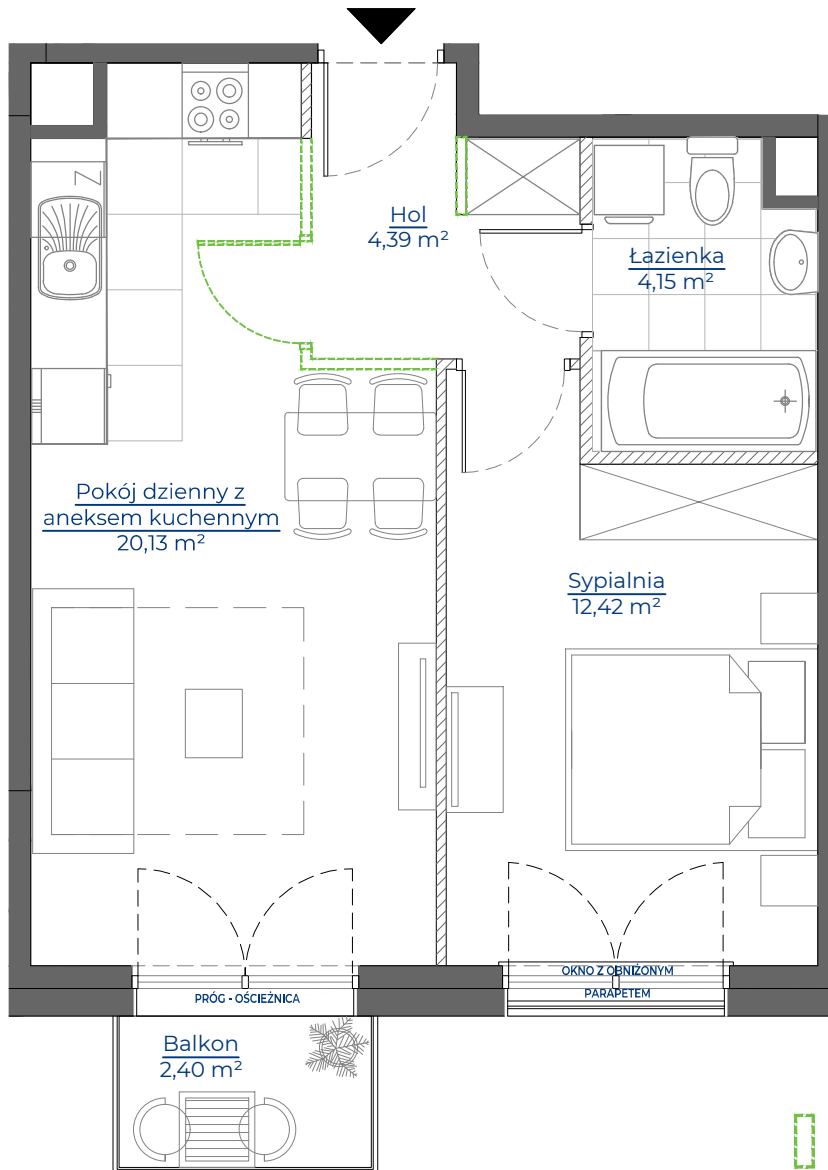 Hol
4,39 m²
Łazienka
4,15 m²
Z
Pokój dzienny z
aneksem kuchennym
20,13 m²
Sypialnia
12,42 m²
PRÓG - OŚCIEŻNICA
OKNO Z OBNIŻONYM
PARAPETEM
Balkon
2,40 m²